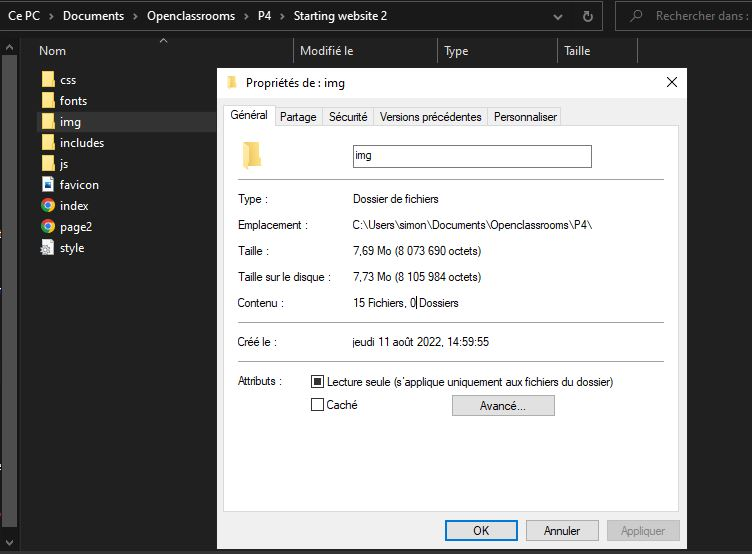 Ce PC > Documents > Openclassrooms > P4 > Starting website 2
Rechercher dans :
Nom Modifié le Type Taille
css
fonts
img
includes
js
favicon
index
page2
style
Propriétés de : img
Général Partage Sécurité Versions précédentes Personnaliser
img
Type : Dossier de fichiers
Emplacement : C:\Users\simon\Documents\Openclassrooms\P4\
Taille : 7,69 Mo (8 073 690 octets)
Taille sur le disque : 7,73 Mo (8 105 984 octets)
Contenu : 15 Fichiers, 0 Dossiers
Créé le : jeudi 11 août 2022, 14:59:55
Attributs : Lecture seule (s'applique uniquement aux fichiers du dossier)
Caché Avancé...
OK Annuler Appliquer